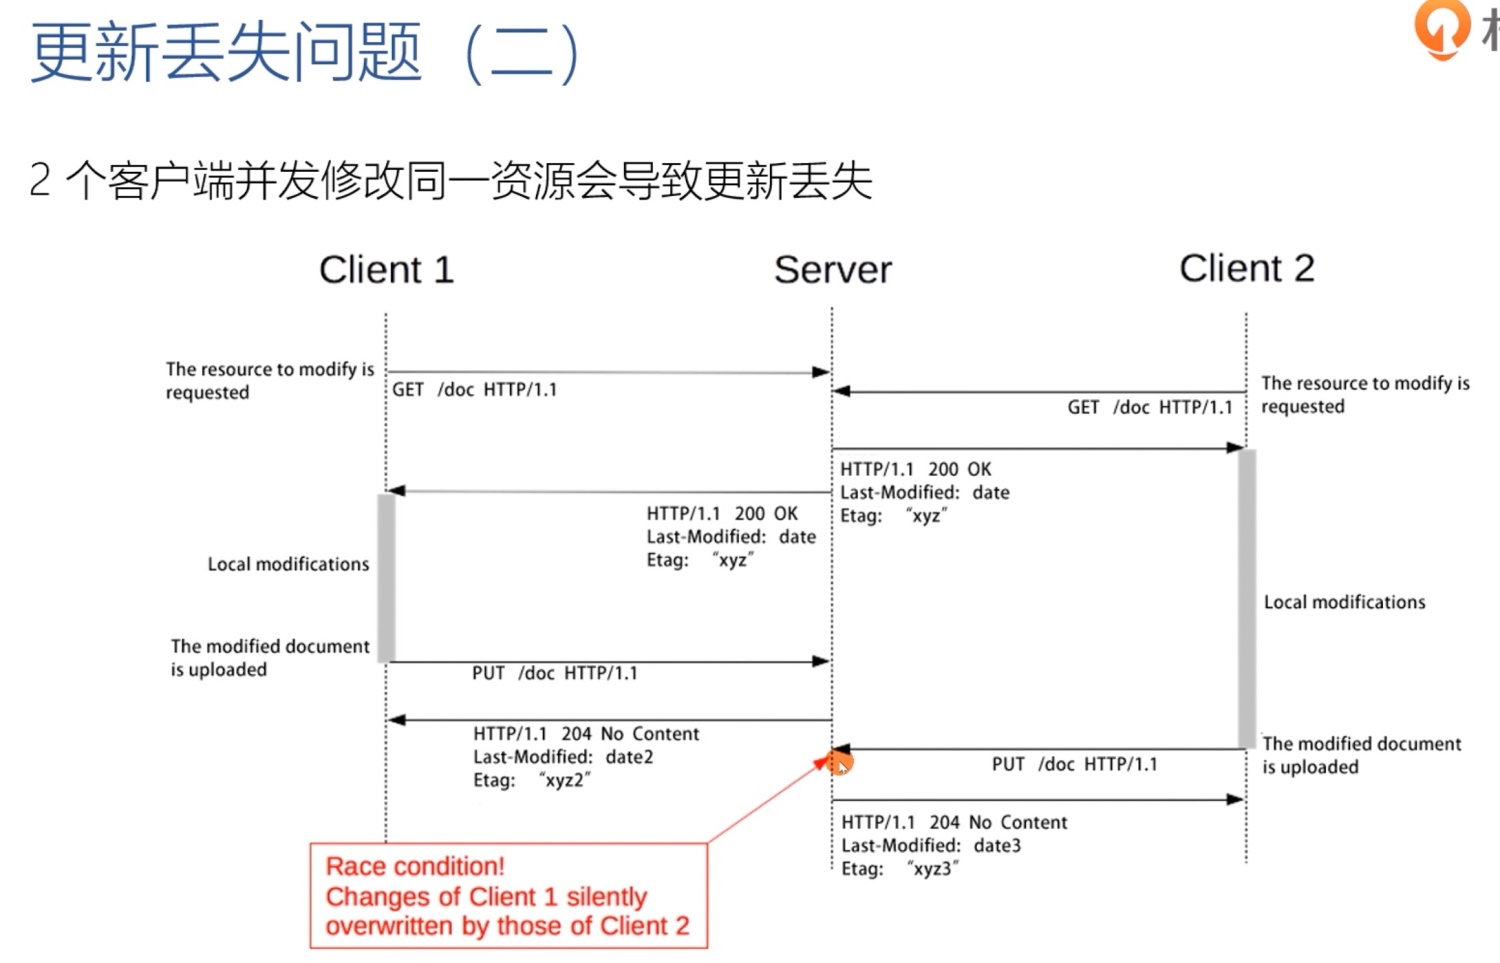 更新丢失问题（二）
2 个客户端并发修改同一资源会导致更新丢失
Client 1
Server
Client 2
The resource to modify is
requested
GET /doc HTTP/1.1
The resource to modify is
requested
GET /doc HTTP/1.1
HTTP/1.1 200 OK
Last-Modified: date
Etag: “xyz”
HTTP/1.1 200 OK
Last-Modified: date
Etag: “xyz”
Local modifications
Local modifications
The modified document
is uploaded
PUT /doc HTTP/1.1
HTTP/1.1 204 No Content
Last-Modified: date2
Etag: “xyz2”
The modified document
is uploaded
PUT /doc HTTP/1.1
HTTP/1.1 204 No Content
Last-Modified: date3
Etag: “xyz3”
Race condition!
Changes of Client 1 silently
overwritten by those of Client 2